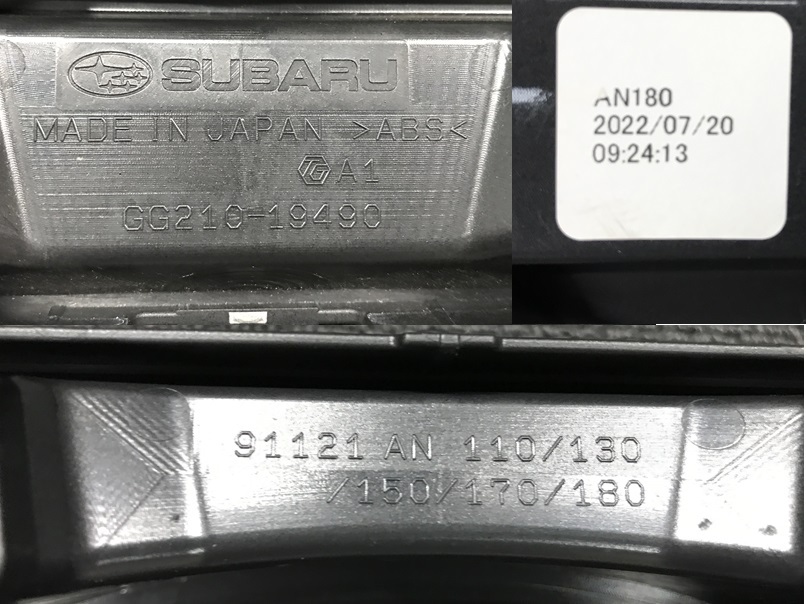 SUBARU
MADE IN JAPAN >ABS<
TG A1
GG210-19490
AN180
2022/07/20
09:24:13
91121 AN 110/130
/150/170/180